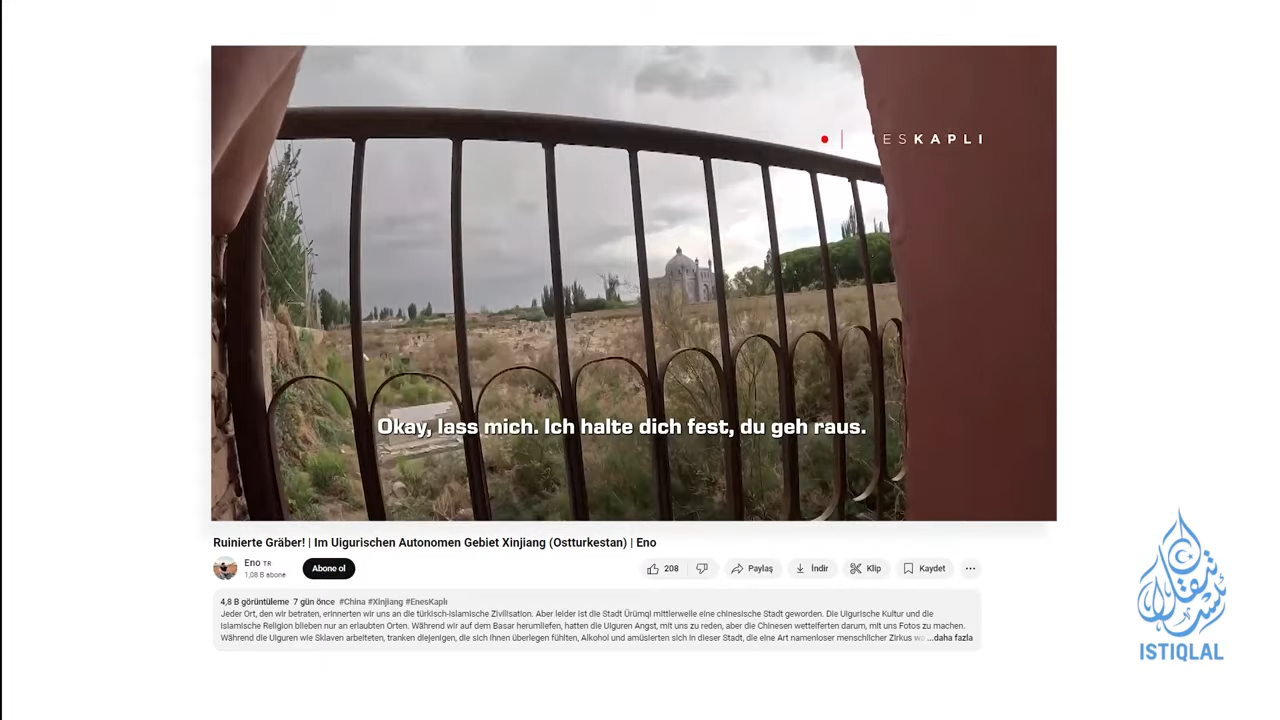 ESKAPLI
Okay, lass mich. Ich halte dich fest, du geh raus.
Ruinierte Gräber! | Im Uigurischen Autonomen Gebiet Xinjiang (Ostturkestan) | Eno
Eno TR
1,08 B abone
Abone ol
208
Paylaş
İndir
Klip
Kaydet
4,8 B görüntüleme 7 gün önce #China #Xinjiang #EnesKaplı
Jeder Ort, den wir betraten, erinnerten wir uns an die türkisch-islamische Zivilisation. Aber leider ist die Stadt Ürümqi mittlerweile eine chinesische Stadt geworden. Die Uigurische Kultur und die
Islamische Religion blieben nur an erlaubten Orten. Während wir auf dem Basar herumliefen, hatten die Uiguren Angst, mit uns zu reden, aber die Chinesen wetteiferten darum, mit uns Fotos zu machen.
Während die Uiguren wie Sklaven arbeiteten, tranken diejenigen, die sich ihnen überlegen fühlten, Alkohol und amüsierten sich in dieser Stadt, die eine Art namenloser menschlicher Zirkus wo ...daha fazla
ISTIQLAL